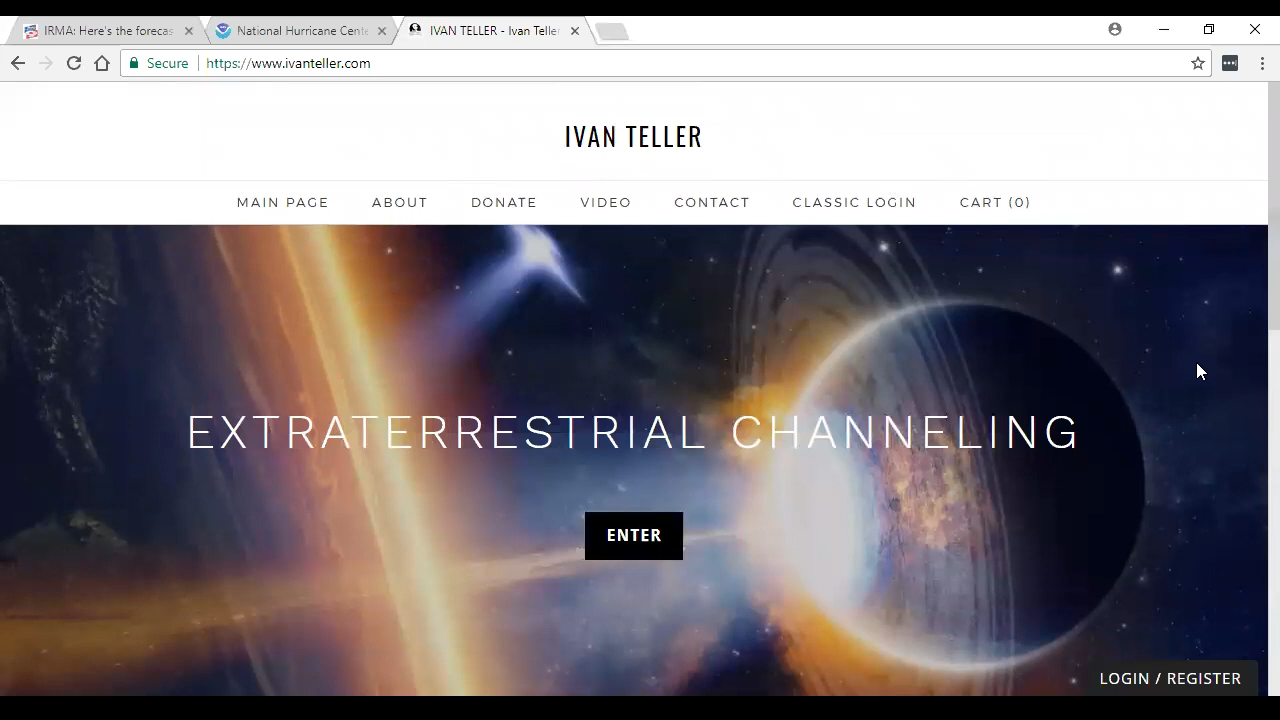 IRMA: Here's the forecas
National Hurricane Cente
IVAN TELLER - Ivan Teller
Secure
https://www.ivanteller.com
IVAN TELLER
MAIN PAGE
ABOUT
DONATE
VIDEO
CONTACT
CLASSIC LOGIN
CART (0)
EXTRATERRESTRIAL CHANNELING
ENTER
LOGIN / REGISTER